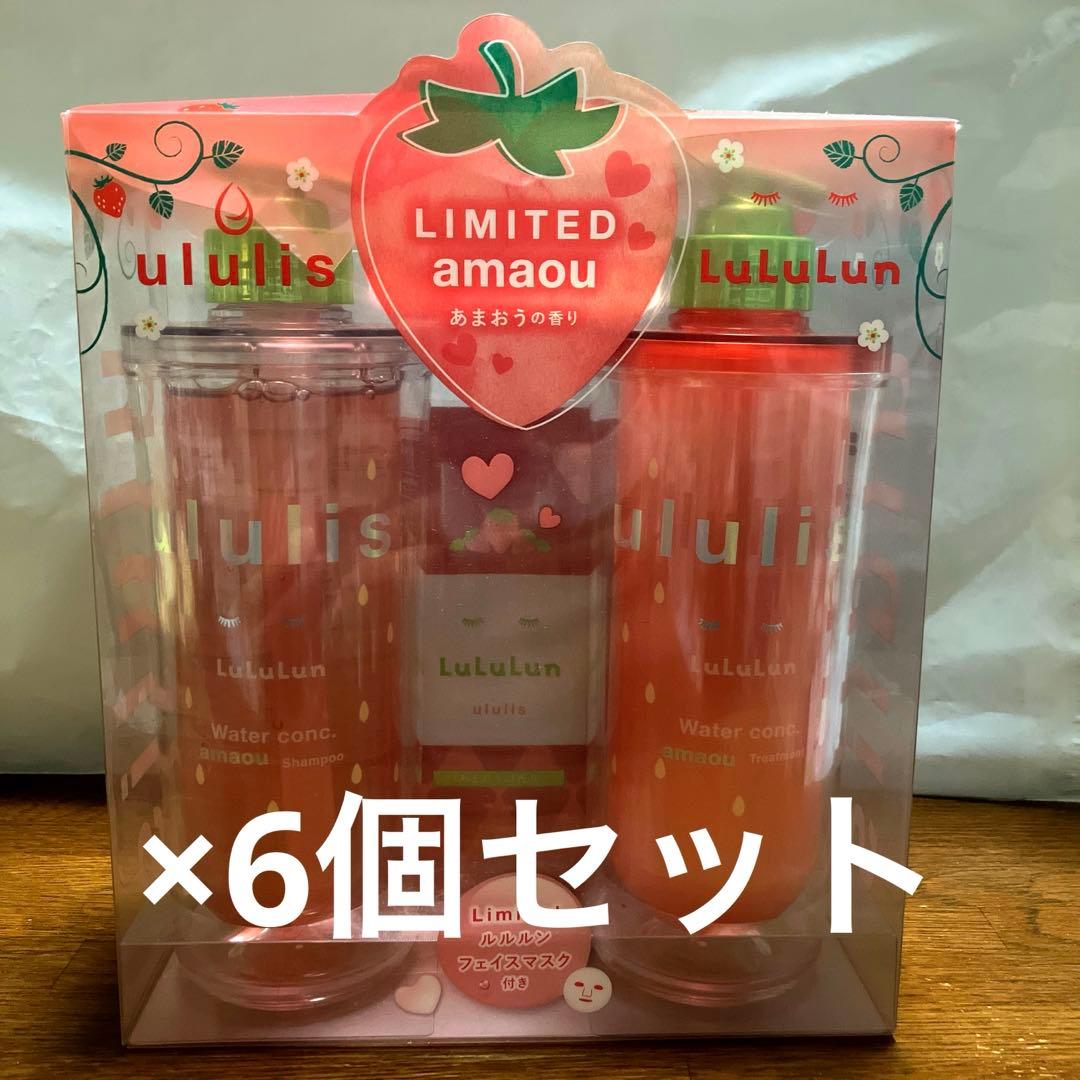 LIMITED
amaou
あまおうの香り
ululis
LuLuLun
ululis
LuLuLun
Water conc.
amaou Shampoo
LuLuLun
ululis
ululis
LuLuLun
Water conc.
amaou Treatment
×6個セット
ルルルン
フェイスマスク
付き